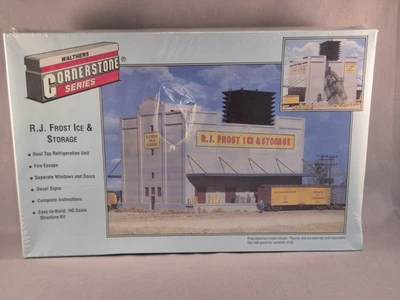 WALTHERS
CORNERSTONE
SERIES®
R.J. FROST ICE &
STORAGE
Roof Top Refrigeration Unit
Fire Escape
Separate Windows and Doors
Decal Signs
Complete Instructions
Easy-to-Build, HO Scale
Structure Kit
R.J. FROST ICE & STORAGE